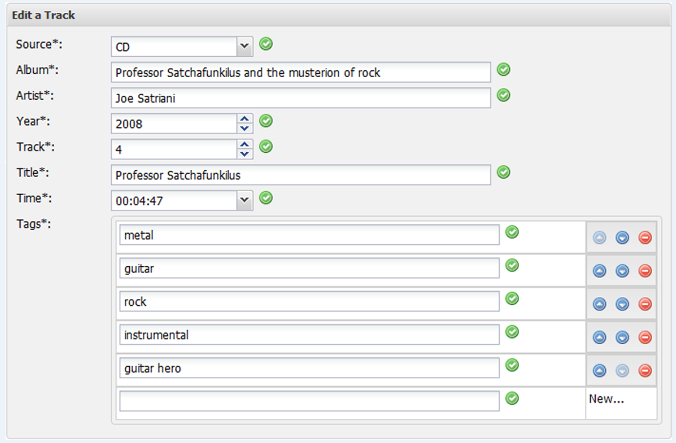 Edit a Track
Source*: CD
Album*: Professor Satchafunkilus and the musterion of rock
Artist*: Joe Satriani
Year*: 2008
Track*: 4
Title*: Professor Satchafunkilus
Time*: 00:04:47
Tags*:
metal
guitar
rock
instrumental
guitar hero
New...